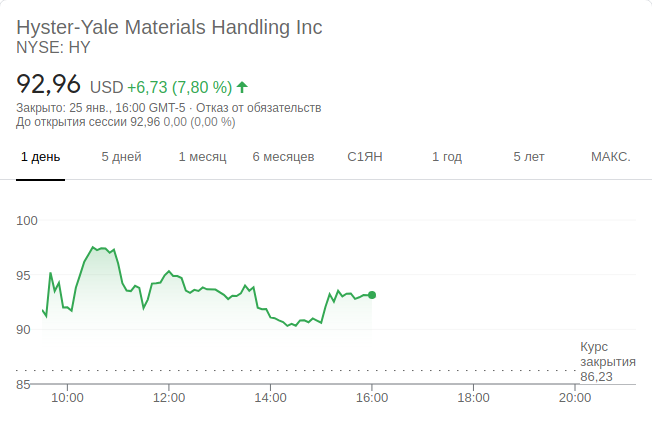 Hyster-Yale Materials Handling Inc
NYSE: HY
92,96 USD +6,73 (7,80 %)
Закрыто: 25 янв., 16:00 GMT-5 · Отказ от обязательств
До открытия сессии 92,96 0,00 (0,00 %)
1 день 5 дней 1 месяц 6 месяцев С1ЯН 1 год 5 лет МАКС.
100
95
90
Курс
закрытия
86,23
85
10:00 12:00 14:00 16:00 18:00 20:00